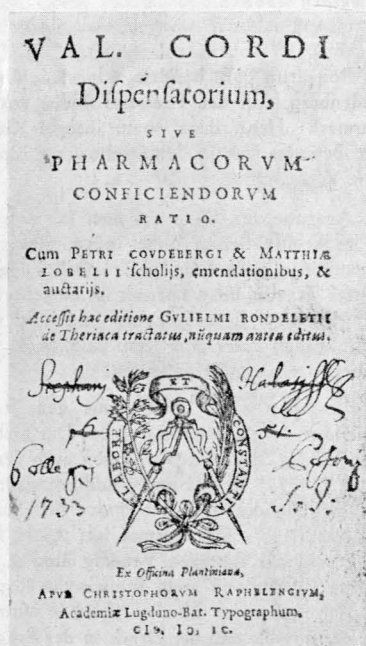 VAL. CORDI
Dispensatorium,
SIVE
PHARMACORVM
CONFICIENDORVM
RATIO.
Cum PETRI COVDEBERGI & MATTHIÆ
LOBELII scholijs, emendationibus, &
auctarijs.
Accessit hac editione GVLIELMI RONDELETII
de Theriaca tractatus, nũquam antea editus.
ET
LABORE
CONSTANTIA
1733
S. J.
Ex Officina Plantiniana,
APVD CHRISTOPHORVM RAPHELENGIVM,
Academiæ Lugduno-Bat. Typographum,
CIↃ. IↃ. IC.